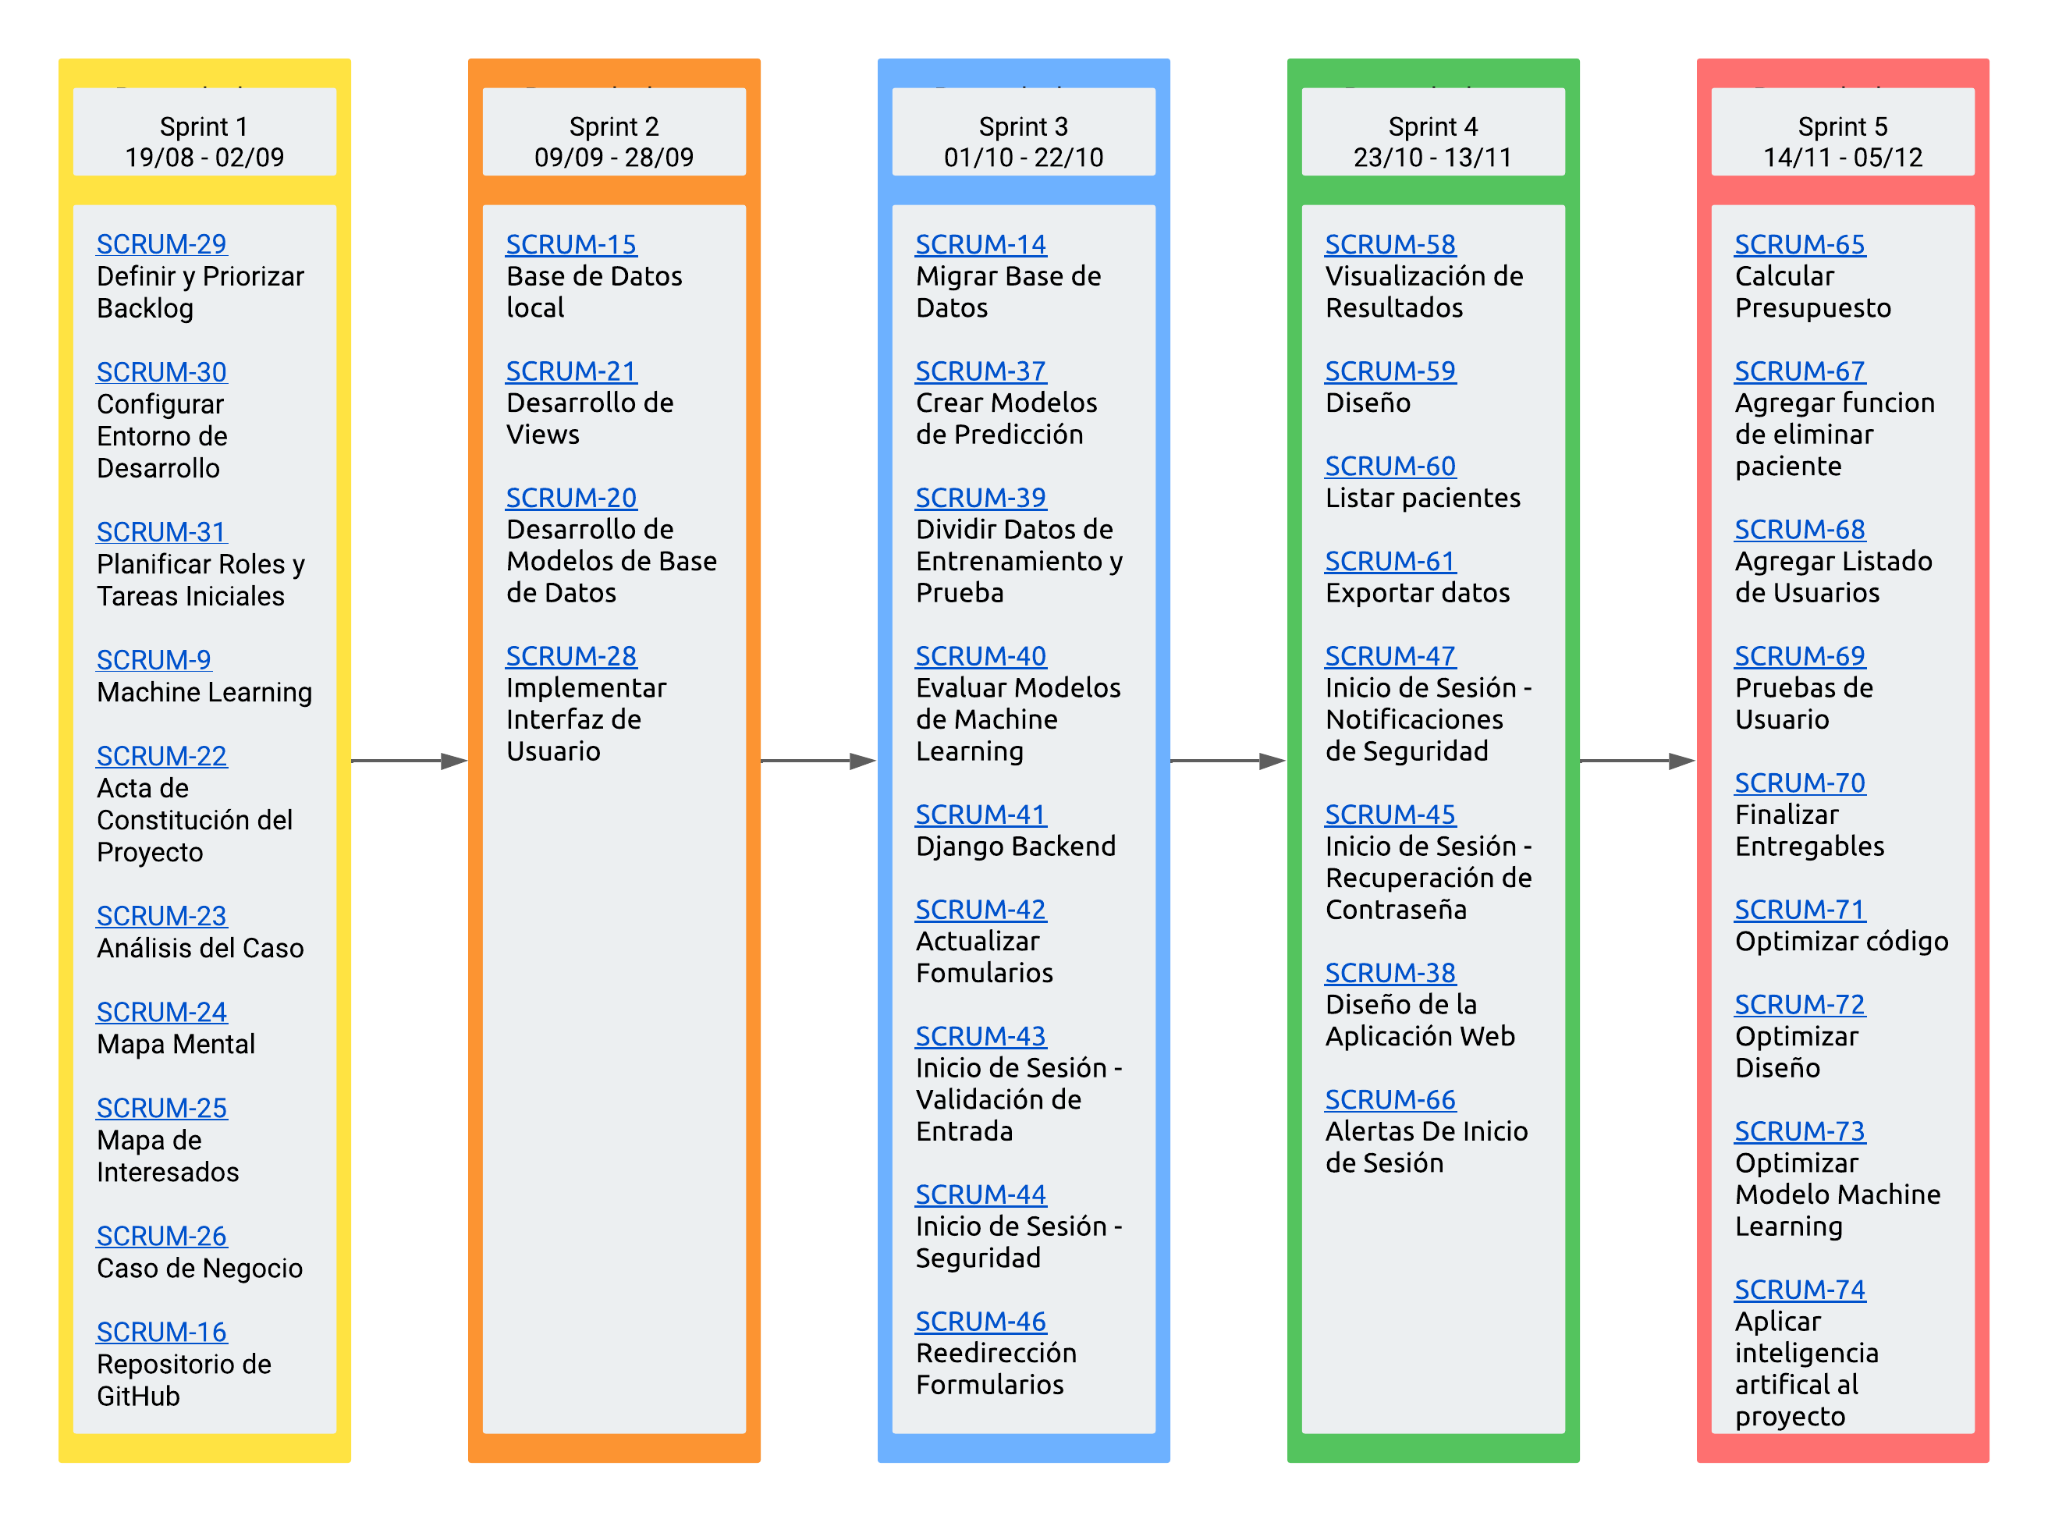 Sprint 1
19/08 - 02/09
SCRUM-29
Definir y Priorizar
Backlog
SCRUM-30
Configurar
Entorno de
Desarrollo
SCRUM-31
Planificar Roles y
Tareas Iniciales
SCRUM-9
Machine Learning
SCRUM-22
Acta de
Constitución del
Proyecto
SCRUM-23
Análisis del Caso
SCRUM-24
Mapa Mental
SCRUM-25
Mapa de
Interesados
SCRUM-26
Caso de Negocio
SCRUM-16
Repositorio de
GitHub
Sprint 2
09/09 - 28/09
SCRUM-15
Base de Datos
local
SCRUM-21
Desarrollo de
Views
SCRUM-20
Desarrollo de
Modelos de Base
de Datos
SCRUM-28
Implementar
Interfaz de
Usuario
Sprint 3
01/10 - 22/10
SCRUM-14
Migrar Base de
Datos
SCRUM-37
Crear Modelos
de Predicción
SCRUM-39
Dividir Datos de
Entrenamiento y
Prueba
SCRUM-40
Evaluar Modelos
de Machine
Learning
SCRUM-41
Django Backend
SCRUM-42
Actualizar
Fomularios
SCRUM-43
Inicio de Sesión -
Validación de
Entrada
SCRUM-44
Inicio de Sesión -
Seguridad
SCRUM-46
Reedirección
Formularios
Sprint 4
23/10 - 13/11
SCRUM-58
Visualización de
Resultados
SCRUM-59
Diseño
SCRUM-60
Listar pacientes
SCRUM-61
Exportar datos
SCRUM-47
Inicio de Sesión -
Notificaciones
de Seguridad
SCRUM-45
Inicio de Sesión -
Recuperación de
Contraseña
SCRUM-38
Diseño de la
Aplicación Web
SCRUM-66
Alertas De Inicio
de Sesión
Sprint 5
14/11 - 05/12
SCRUM-65
Calcular
Presupuesto
SCRUM-67
Agregar funcion
de eliminar
paciente
SCRUM-68
Agregar Listado
de Usuarios
SCRUM-69
Pruebas de
Usuario
SCRUM-70
Finalizar
Entregables
SCRUM-71
Optimizar código
SCRUM-72
Optimizar
Diseño
SCRUM-73
Optimizar
Modelo Machine
Learning
SCRUM-74
Aplicar
inteligencia
artifical al
proyecto